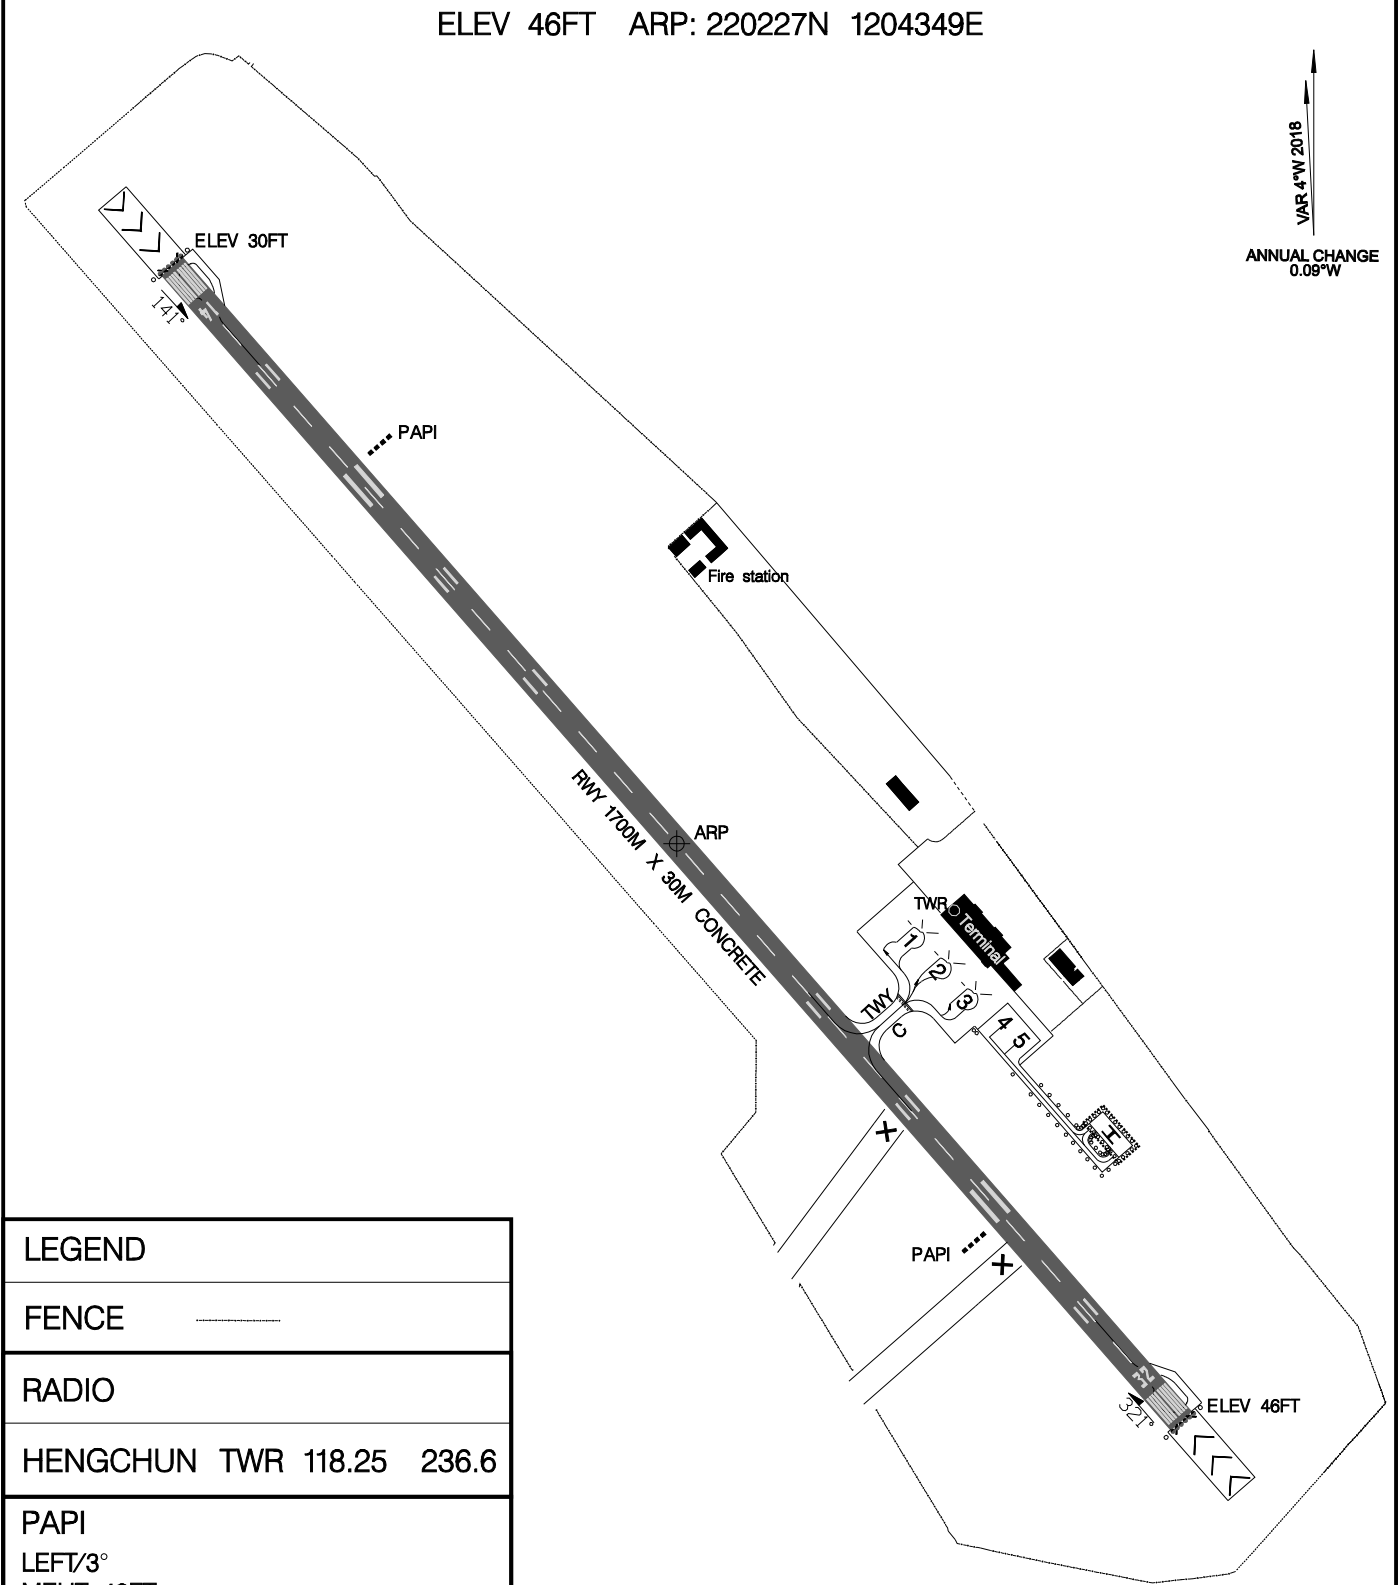 ELEV 46FT ARP: 220227N 1204349E
VAR 4°W 2018
ANNUAL CHANGE
0.09°W
ELEV 30FT
141°
14
PAPI
Fire station
RWY 1700M X 30M CONCRETE
ARP
TWR
Terminal
1
2
3
TWY
C
4
5
H
PAPI
32
321°
ELEV 46FT
LEGEND
FENCE
RADIO
HENGCHUN TWR 118.25 236.6
PAPI
LEFT/3°